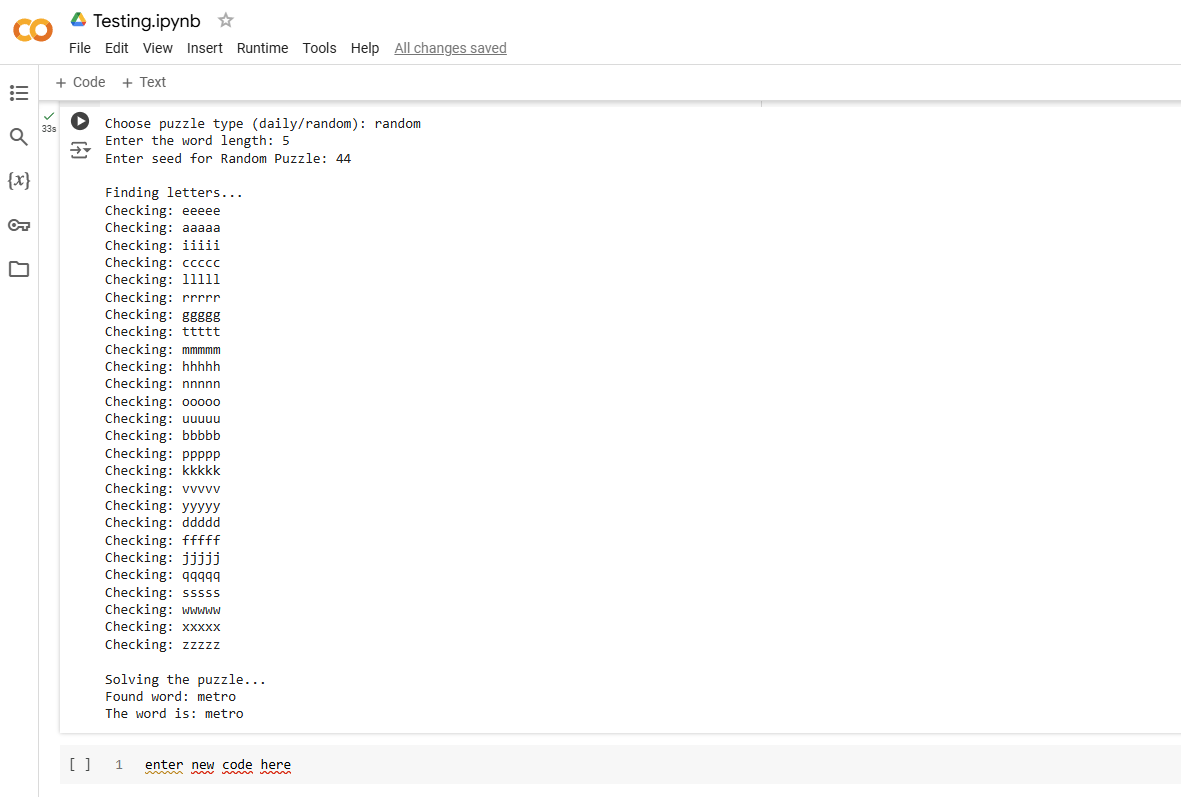 Testing.ipynb
File Edit View Insert Runtime Tools Help All changes saved
+ Code + Text
33s
{x}
Choose puzzle type (daily/random): random
Enter the word length: 5
Enter seed for Random Puzzle: 44
Finding letters...
Checking: eeeee
Checking: aaaaa
Checking: iiiii
Checking: ccccc
Checking: lllll
Checking: rrrrr
Checking: ggggg
Checking: ttttt
Checking: mmmmm
Checking: hhhhh
Checking: nnnnn
Checking: ooooo
Checking: uuuuu
Checking: bbbbb
Checking: ppppp
Checking: kkkkk
Checking: vvvvv
Checking: yyyyy
Checking: ddddd
Checking: fffff
Checking: jjjjj
Checking: qqqqq
Checking: sssss
Checking: wwwww
Checking: xxxxx
Checking: zzzzz
Solving the puzzle...
Found word: metro
The word is: metro
[ ] 1 enter new code here